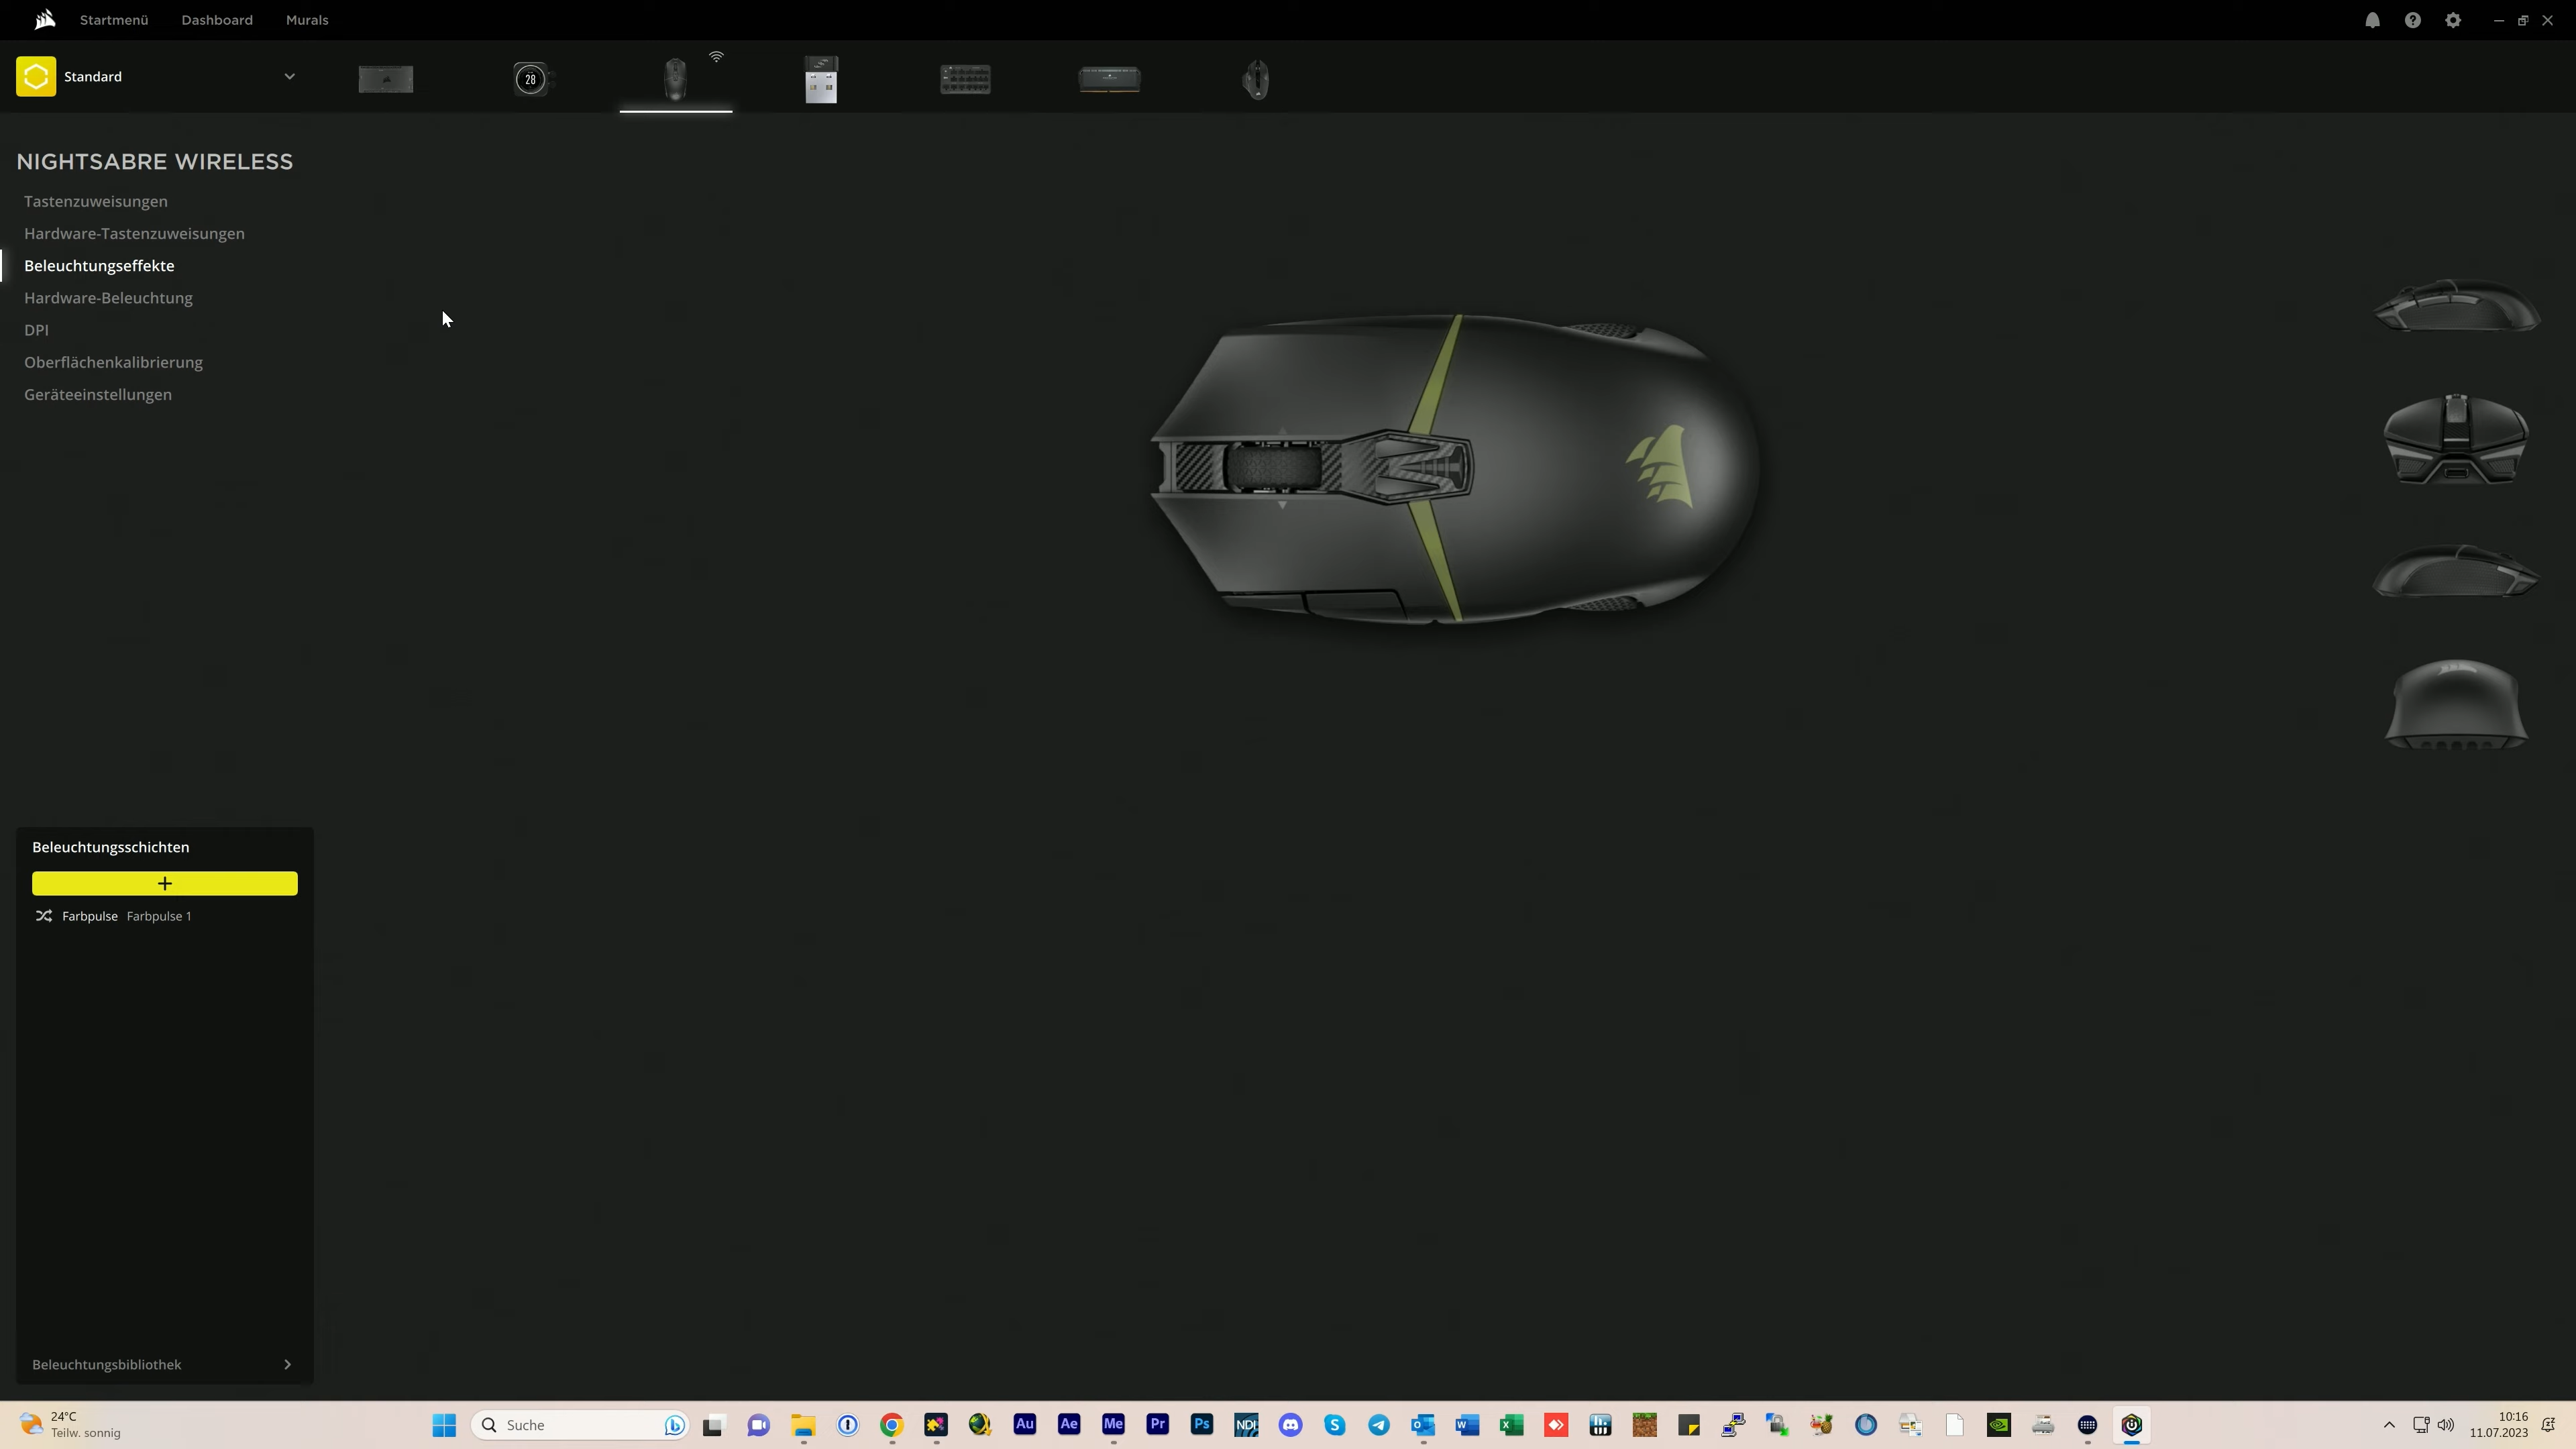 Startmenü Dashboard Murals
Standard
28
NIGHTSABRE WIRELESS
Tastenzuweisungen
Hardware-Tastenzuweisungen
Beleuchtungseffekte
Hardware-Beleuchtung
DPI
Oberflächenkalibrierung
Geräteeinstellungen
Beleuchtungsschichten
+
Farbpulse Farbpulse 1
Beleuchtungsbibliothek
24°C
Teilw. sonnig
Suche
Au Ae Me Pr Ps NDI
10:16
11.07.2023